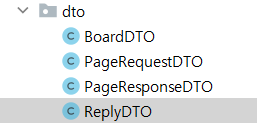 dto
C BoardDTO
C PageRequestDTO
C PageResponseDTO
C ReplyDTO